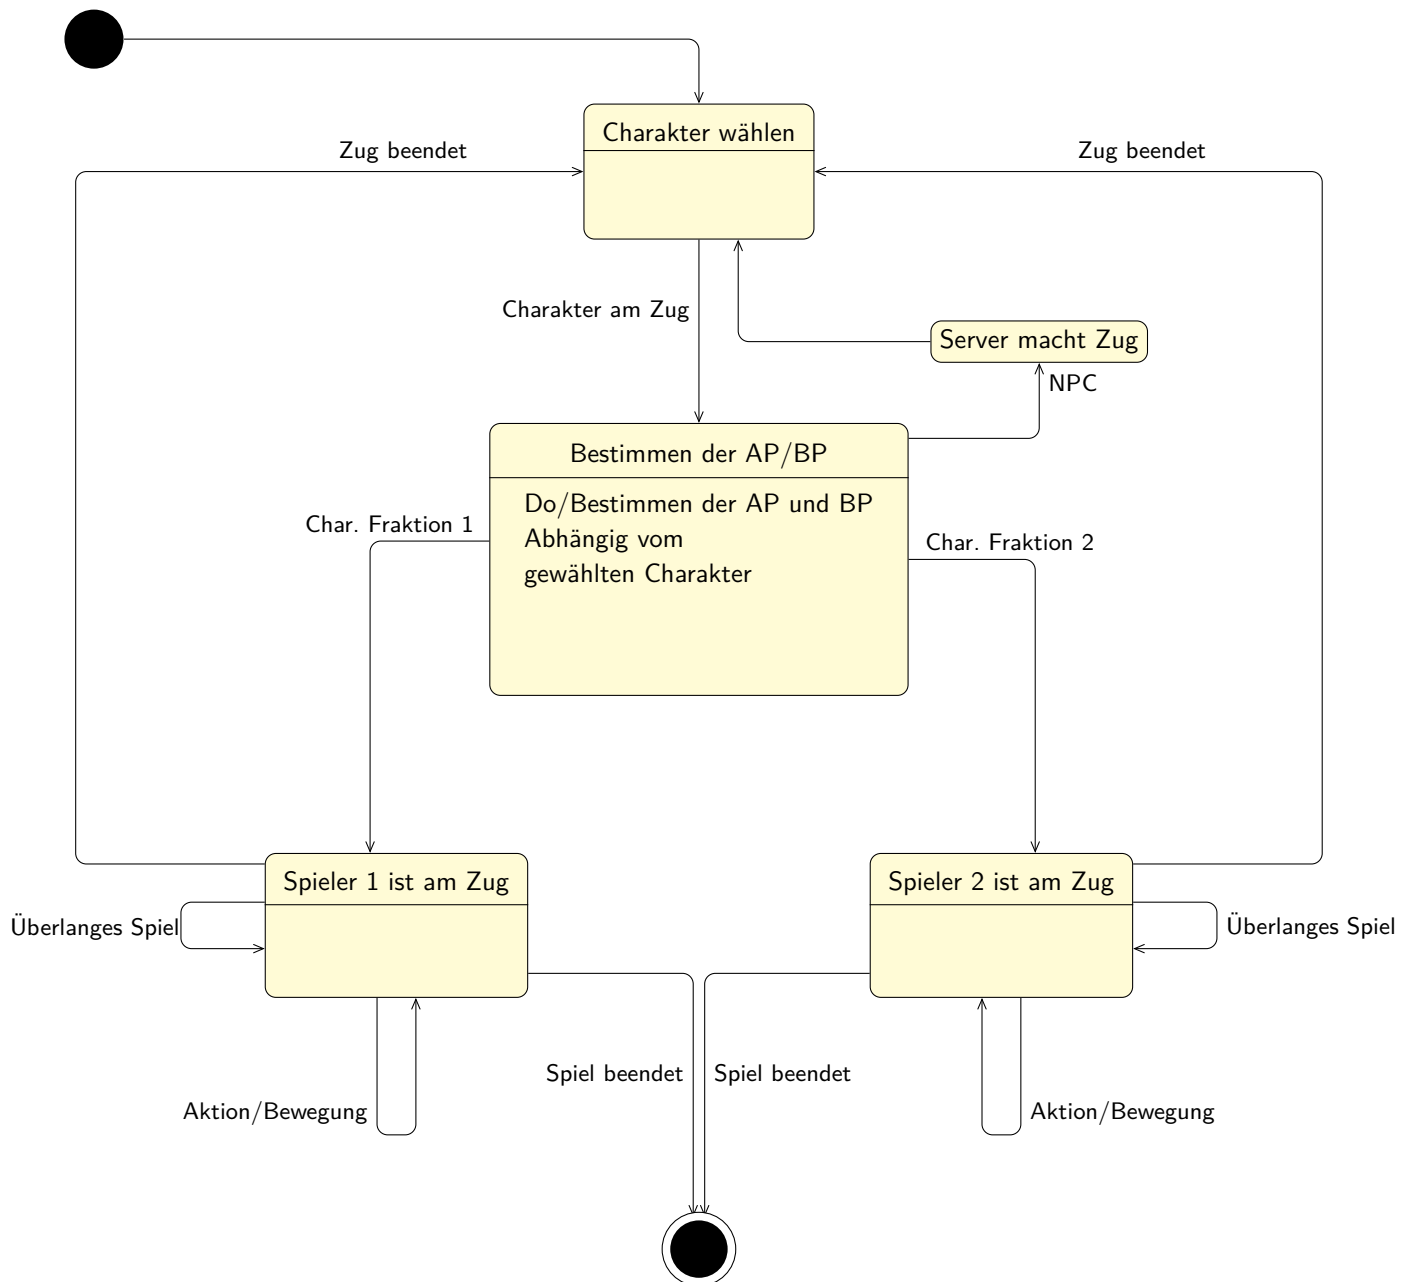 Charakter wählen
Zug beendet
Zug beendet
Charakter am Zug
Server macht Zug
NPC
Bestimmen der AP/BP
Do/Bestimmen der AP und BP
Abhängig vom
gewählten Charakter
Char. Fraktion 1
Char. Fraktion 2
Spieler 1 ist am Zug
Spieler 2 ist am Zug
Überlanges Spiel
Überlanges Spiel
Spiel beendet
Spiel beendet
Aktion/Bewegung
Aktion/Bewegung